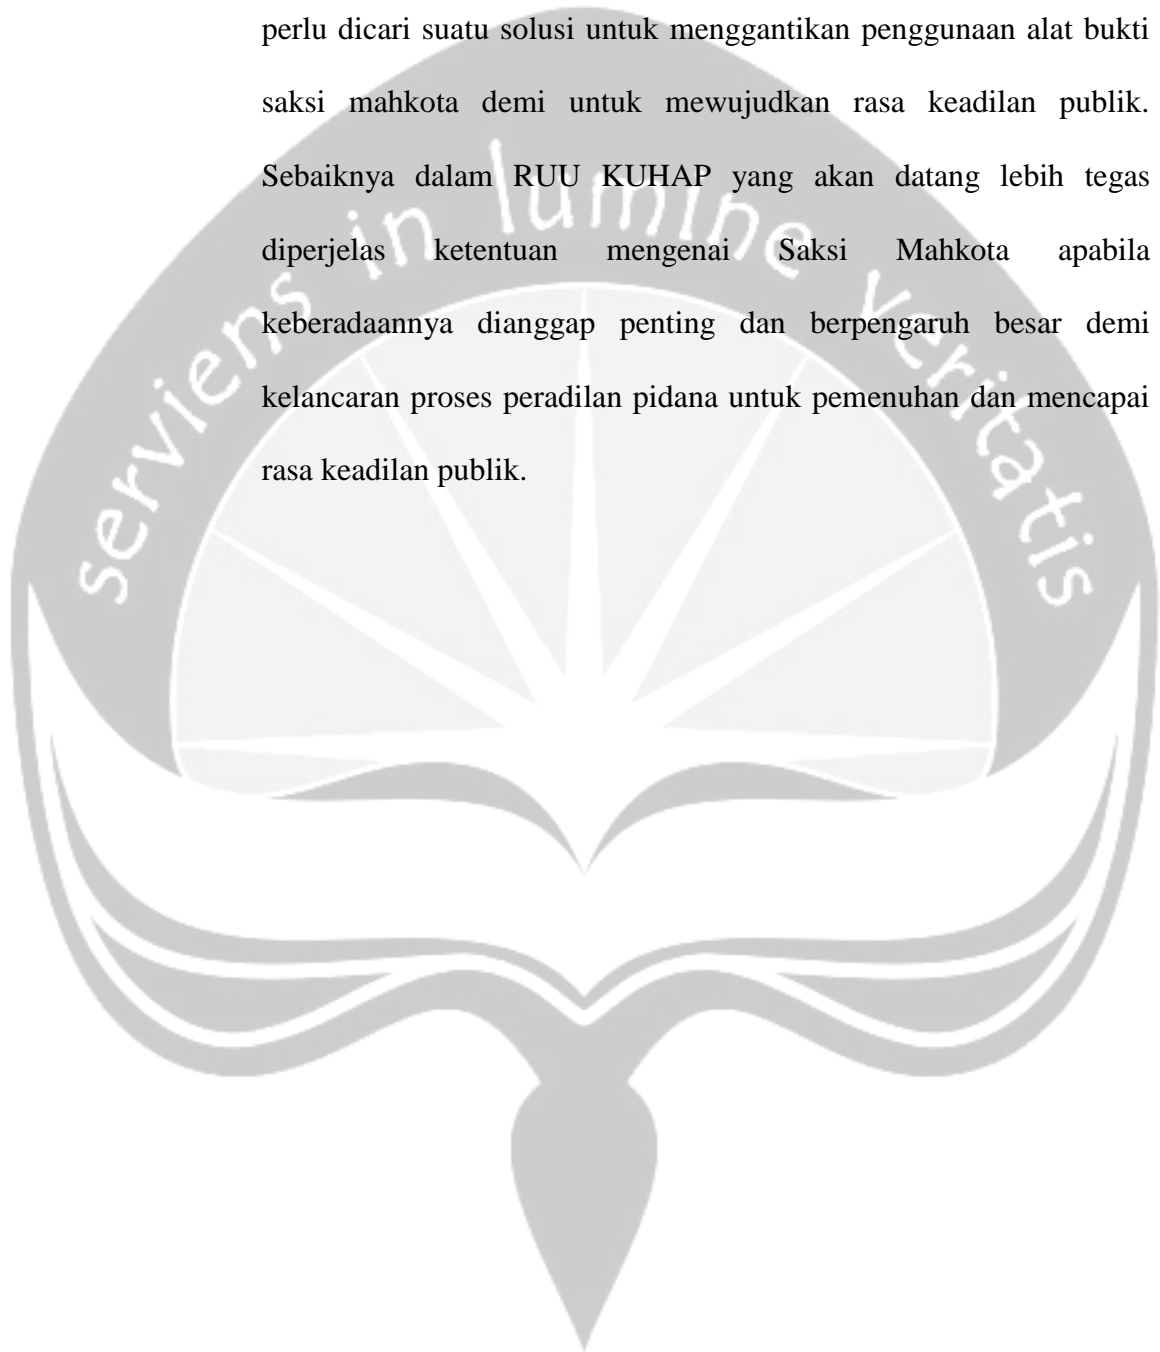 perlu dicari suatu solusi untuk menggantikan penggunaan alat bukti
saksi mahkota demi untuk mewujudkan rasa keadilan publik.
Sebaiknya dalam RUU KUHAP yang akan datang lebih tegas
diperjelas ketentuan mengenai Saksi Mahkota apabila
keberadaannya dianggap penting dan berpengaruh besar demi
kelancaran proses peradilan pidana untuk pemenuhan dan mencapai
rasa keadilan publik.
serviens in lumine veritatis